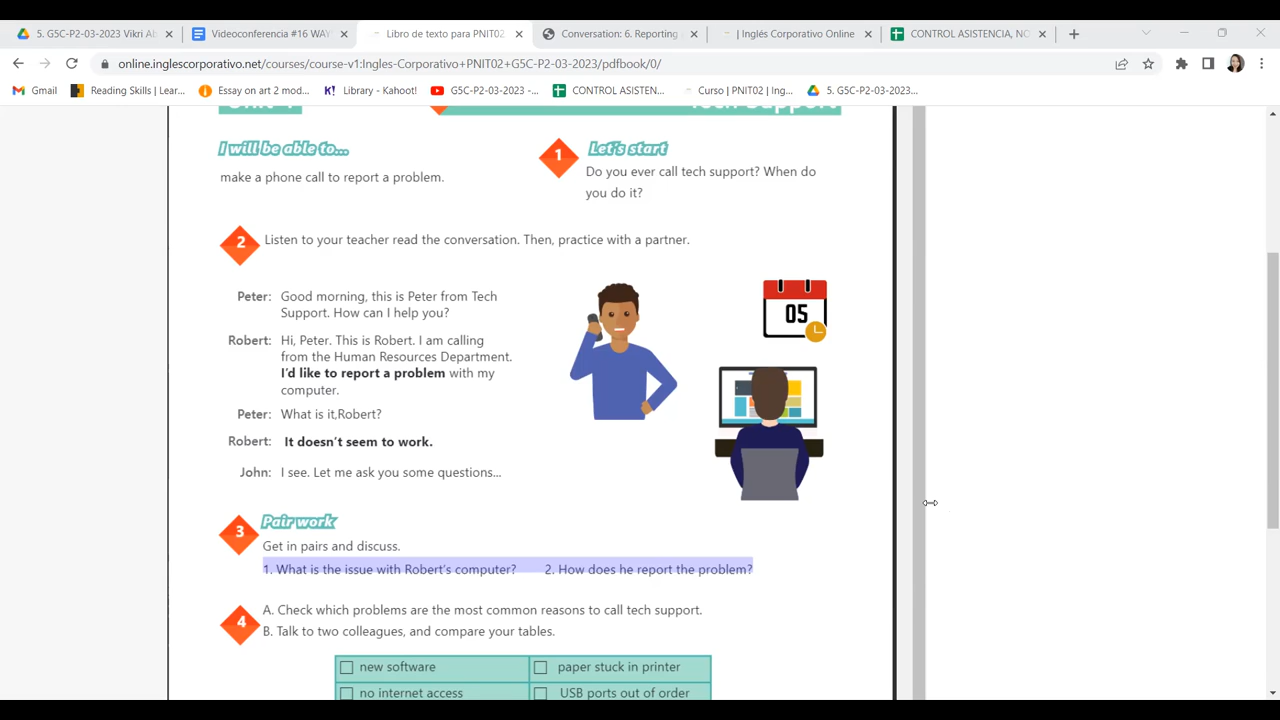 5. G5C-P2-03-2023 Vikri Ab
Videoconferencia #16 WAY
Libro de texto para PNIT02
Conversation: 6. Reporting
| Inglés Corporativo Online
CONTROL ASISTENCIA, NO
online.inglescorporativo.net/courses/course-v1:Ingles-Corporativo+PNIT02+G5C-P2-03-2023/pdfbook/0/
Gmail
Reading Skills | Lear...
Essay on art 2 mod...
Library - Kahoot!
G5C-P2-03-2023 -...
CONTROL ASISTEN...
Curso | PNIT02 | Ing...
5. G5C-P2-03-2023...
Tech Support
I will be able to...
make a phone call to report a problem.
1
Let's start
Do you ever call tech support? When do
you do it?
2
Listen to your teacher read the conversation. Then, practice with a partner.
Peter: Good morning, this is Peter from Tech
Support. How can I help you?
Robert: Hi, Peter. This is Robert. I am calling
from the Human Resources Department.
I'd like to report a problem with my
computer.
Peter: What is it,Robert?
Robert: It doesn't seem to work.
John: I see. Let me ask you some questions...
05
3
Pair work
Get in pairs and discuss.
1. What is the issue with Robert's computer? 2. How does he report the problem?
4
A. Check which problems are the most common reasons to call tech support.
B. Talk to two colleagues, and compare your tables.
new software
paper stuck in printer
no internet access
USB ports out of order